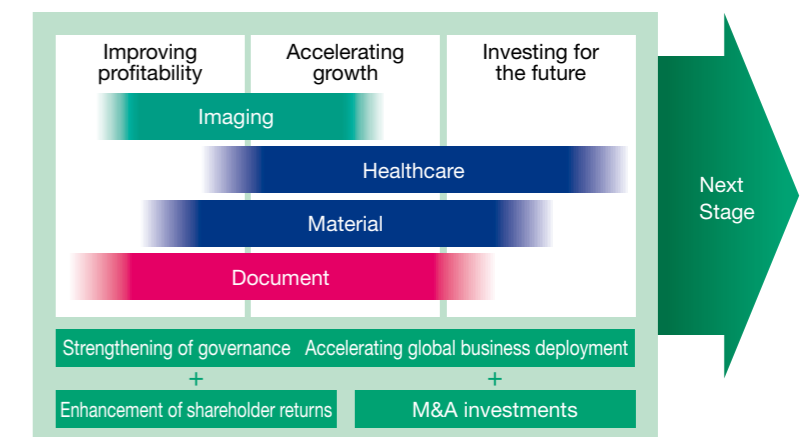 Improving
profitability
Accelerating
growth
Investing for
the future
Imaging
Healthcare
Material
Document
Next
Stage
Strengthening of governance Accelerating global business deployment
+ +
Enhancement of shareholder returns
M&A investments